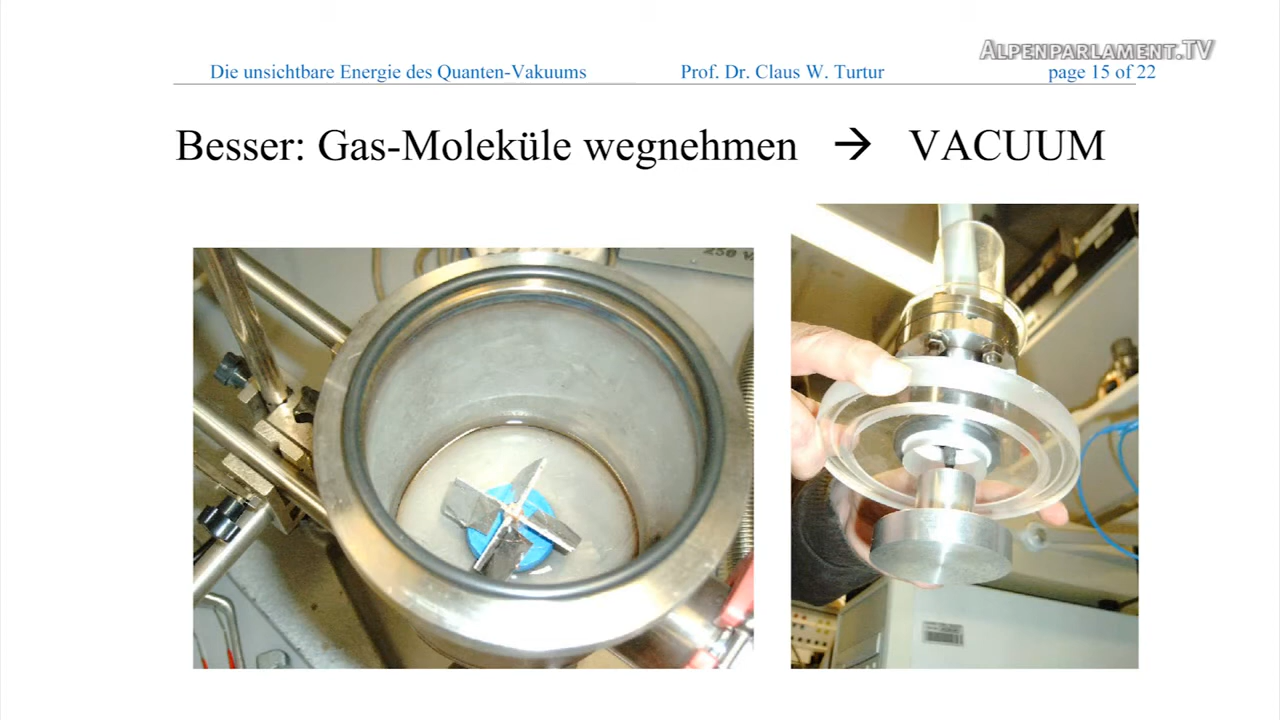 ALPENPARLAMENT.TV
Die unsichtbare Energie des Quanten-Vakuums Prof. Dr. Claus W. Turtur page 15 of 22
Besser: Gas-Moleküle wegnehmen → VACUUM